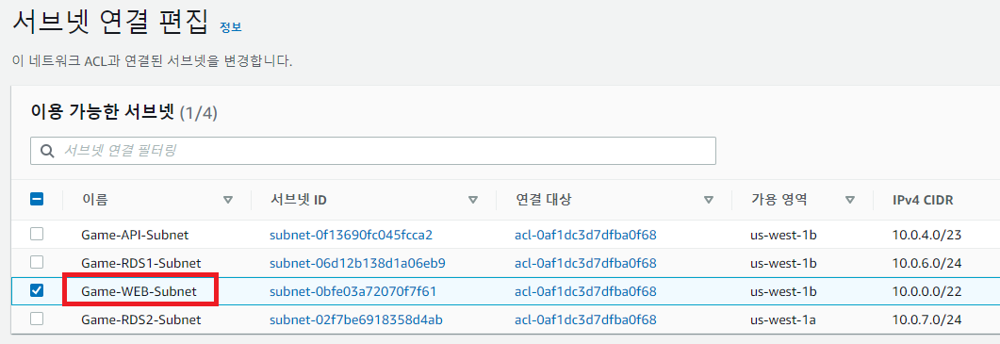 서브넷 연결 편집 정보
이 네트워크 ACL과 연결된 서브넷을 변경합니다.
이용 가능한 서브넷 (1/4)
서브넷 연결 필터링
이름 서브넷 ID 연결 대상 가용 영역 IPv4 CIDR
Game-API-Subnet subnet-0f13690fc045fcca2 acl-0af1dc3d7dfba0f68 us-west-1b 10.0.4.0/23
Game-RDS1-Subnet subnet-06d12b138d1a06eb9 acl-0af1dc3d7dfba0f68 us-west-1b 10.0.6.0/24
Game-WEB-Subnet subnet-0bfe03a72070f7f61 acl-0af1dc3d7dfba0f68 us-west-1b 10.0.0.0/22
Game-RDS2-Subnet subnet-02f7be6918358d4ab acl-0af1dc3d7dfba0f68 us-west-1a 10.0.7.0/24